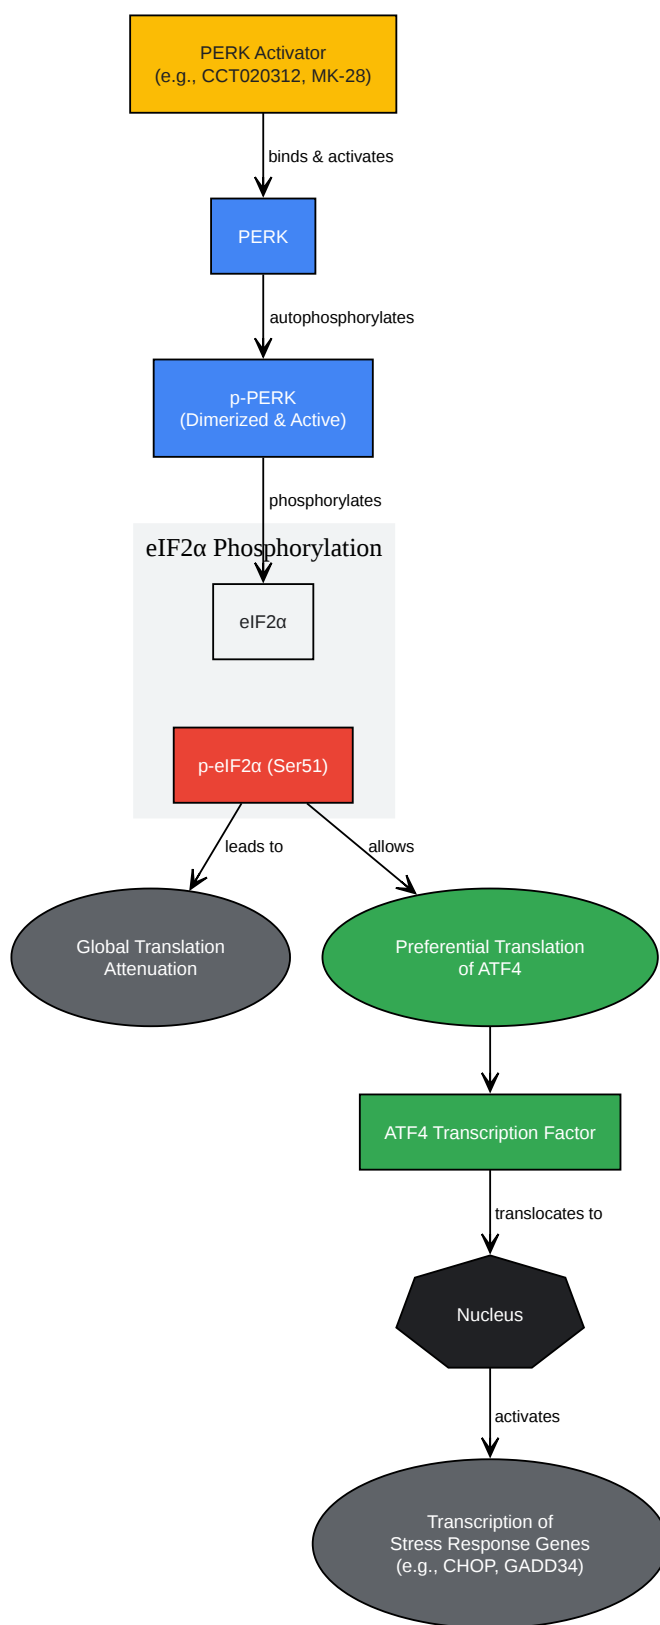 PERK Activator
(e.g., CCT020312, MK-28)
binds & activates
PERK
autophosphorylates
p-PERK
(Dimerized & Active)
phosphorylates
eIF2α Phosphorylation
eIF2α
p-eIF2α (Ser51)
leads to
allows
Global Translation
Attenuation
Preferential Translation
of ATF4
ATF4 Transcription Factor
translocates to
Nucleus
activates
Transcription of
Stress Response Genes
(e.g., CHOP, GADD34)